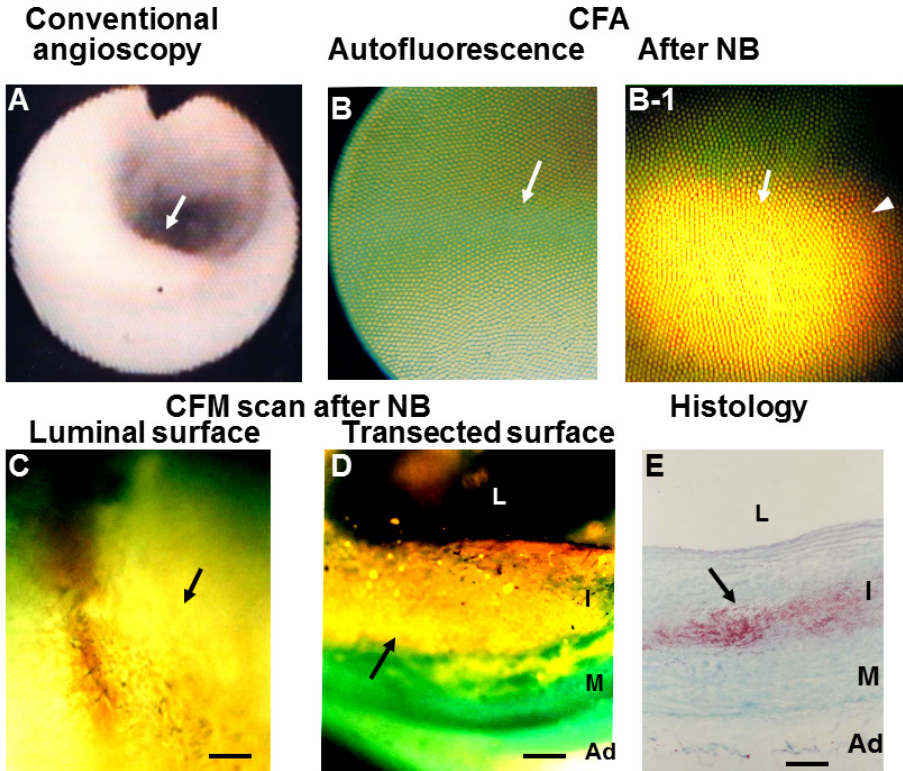 Conventional
angioscopy
CFA
Autofluorescence
After NB
A
B
B-1
CFM scan after NB
Luminal surface
Transected surface
Histology
C
D
L
I
M
Ad
E
L
I
M
Ad